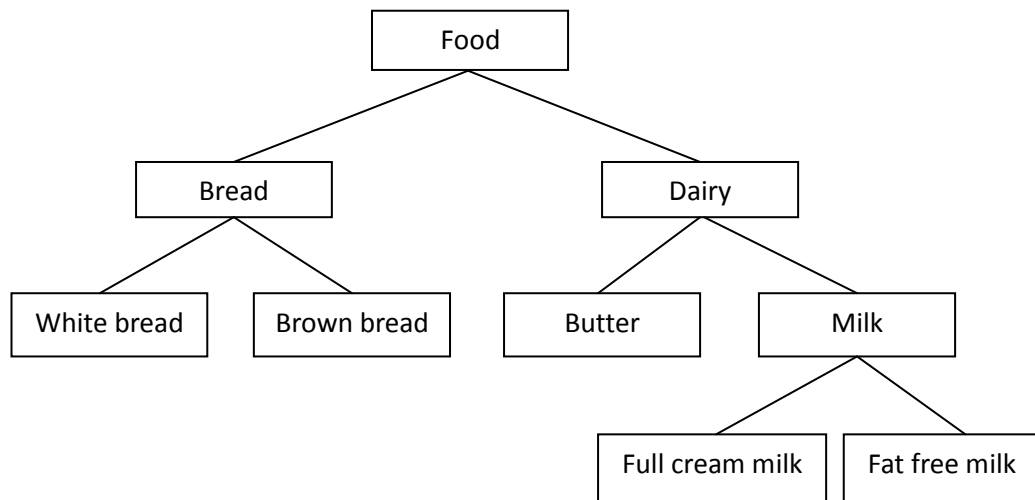 Food
Bread
Dairy
White bread
Brown bread
Butter
Milk
Full cream milk
Fat free milk